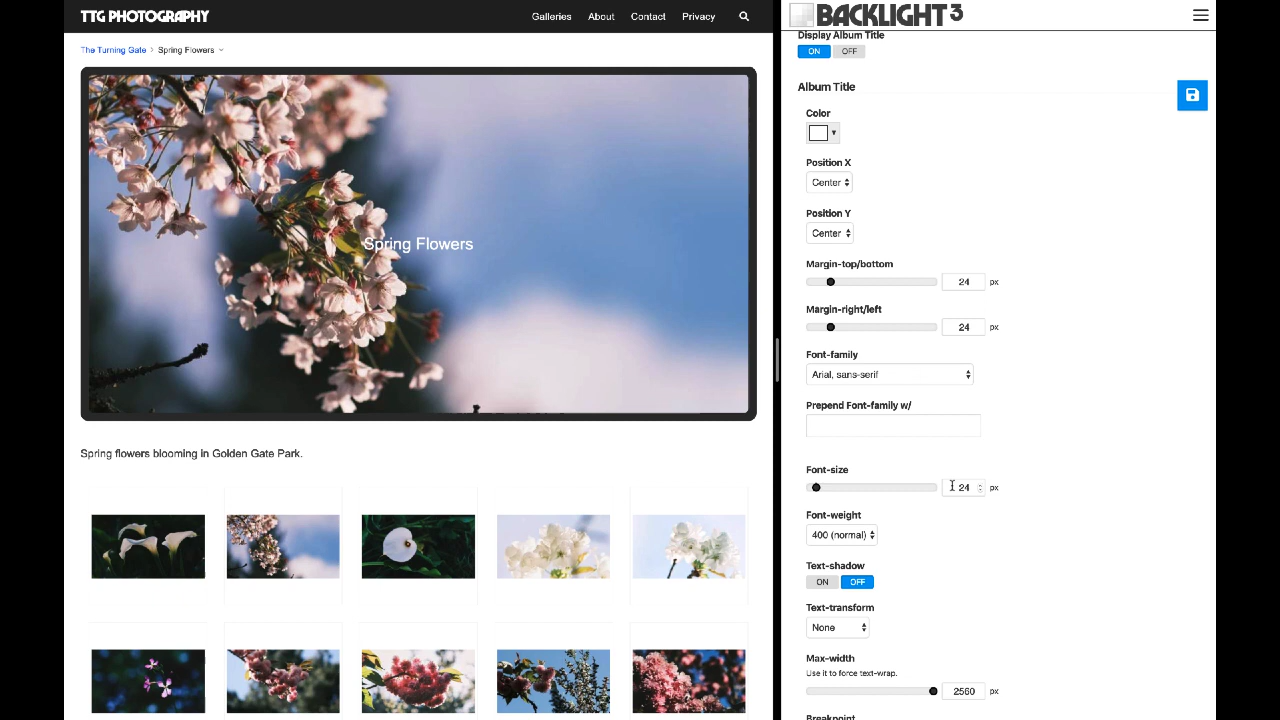 TTG PHOTOGRAPHY
Galleries About Contact Privacy
The Turning Gate > Spring Flowers
Spring Flowers
Spring flowers blooming in Golden Gate Park.
BACKLIGHT 3
Display Album Title
ON OFF
Album Title
Color
Position X
Center
Position Y
Center
Margin-top/bottom
24 px
Margin-right/left
24 px
Font-family
Arial, sans-serif
Prepend Font-family w/
Font-size
24 px
Font-weight
400 (normal)
Text-shadow
ON OFF
Text-transform
None
Max-width
Use it to force text-wrap.
2560 px
Breakpoint